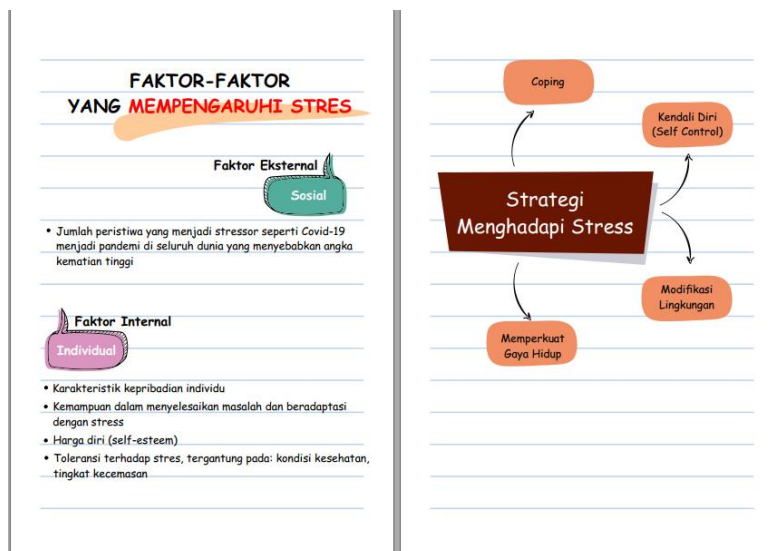 FAKTOR-FAKTOR
YANG MEMPENGARUHI STRES
Faktor Eksternal
Sosial
• Jumlah peristiwa yang menjadi stressor seperti Covid-19
menjadi pandemi di seluruh dunia yang menyebabkan angka
kematian tinggi
Faktor Internal
Individual
• Karakteristik kepribadian individu
• Kemampuan dalam menyelesaikan masalah dan beradaptasi
dengan stress
• Harga diri (self-esteem)
• Toleransi terhadap stres, tergantung pada: kondisi kesehatan,
tingkat kecemasan
Coping
Kendali Diri
(Self Control)
Strategi
Menghadapi Stress
Modifikasi
Lingkungan
Memperkuat
Gaya Hidup